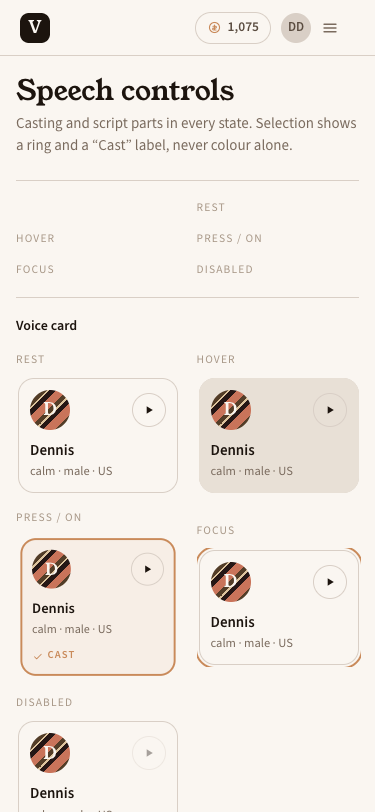 V
1,075
DD
Speech controls
Casting and script parts in every state. Selection shows
a ring and a “Cast” label, never colour alone.
REST
HOVER
PRESS / ON
FOCUS
DISABLED
Voice card
REST
HOVER
D
Dennis
calm · male · US
D
Dennis
calm · male · US
PRESS / ON
FOCUS
D
Dennis
calm · male · US
CAST
D
Dennis
calm · male · US
DISABLED
D
Dennis